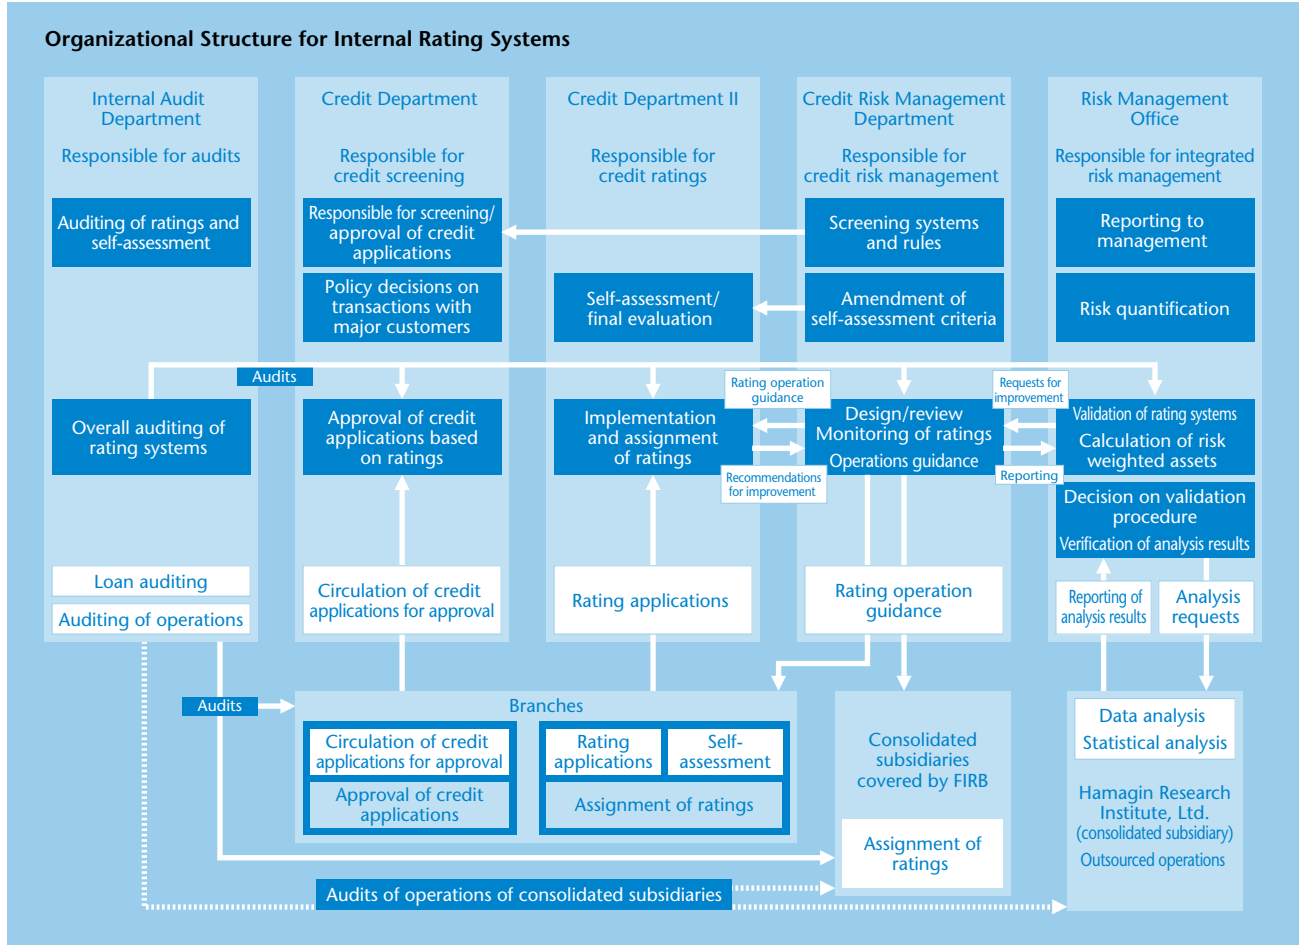 Organizational Structure for Internal Rating Systems
Internal Audit
Department
Responsible for audits
Auditing of ratings and
self-assessment
Credit Department
Responsible for
credit screening
Responsible for screening/
approval of credit
applications
Policy decisions on
transactions with
major customers
Credit Department II
Responsible for
credit ratings
Self-assessment/
final evaluation
Credit Risk Management
Department
Responsible for
credit risk management
Screening systems
and rules
Amendment of
self-assessment criteria
Risk Management
Office
Responsible for integrated
risk management
Reporting to
management
Risk quantification
Audits
Overall auditing of
rating systems
Approval of credit
applications based
on ratings
Implementation
and assignment
of ratings
Rating operation
guidance
Recommendations
for improvement
Design/review
Monitoring of ratings
Operations guidance
Requests for
improvement
Reporting
Validation of rating systems
Calculation of risk
weighted assets
Decision on validation
procedure
Verification of analysis results
Loan auditing
Auditing of operations
Circulation of credit
applications for approval
Rating applications
Rating operation
guidance
Reporting of
analysis results
Analysis
requests
Audits
Branches
Circulation of credit
applications for approval
Approval of credit
applications
Rating
applications
Self-
assessment
Assignment of ratings
Consolidated
subsidiaries
covered by FIRB
Assignment of
ratings
Data analysis
Statistical analysis
Hamagin Research
Institute, Ltd.
(consolidated subsidiary)
Outsourced operations
Audits of operations of consolidated subsidiaries